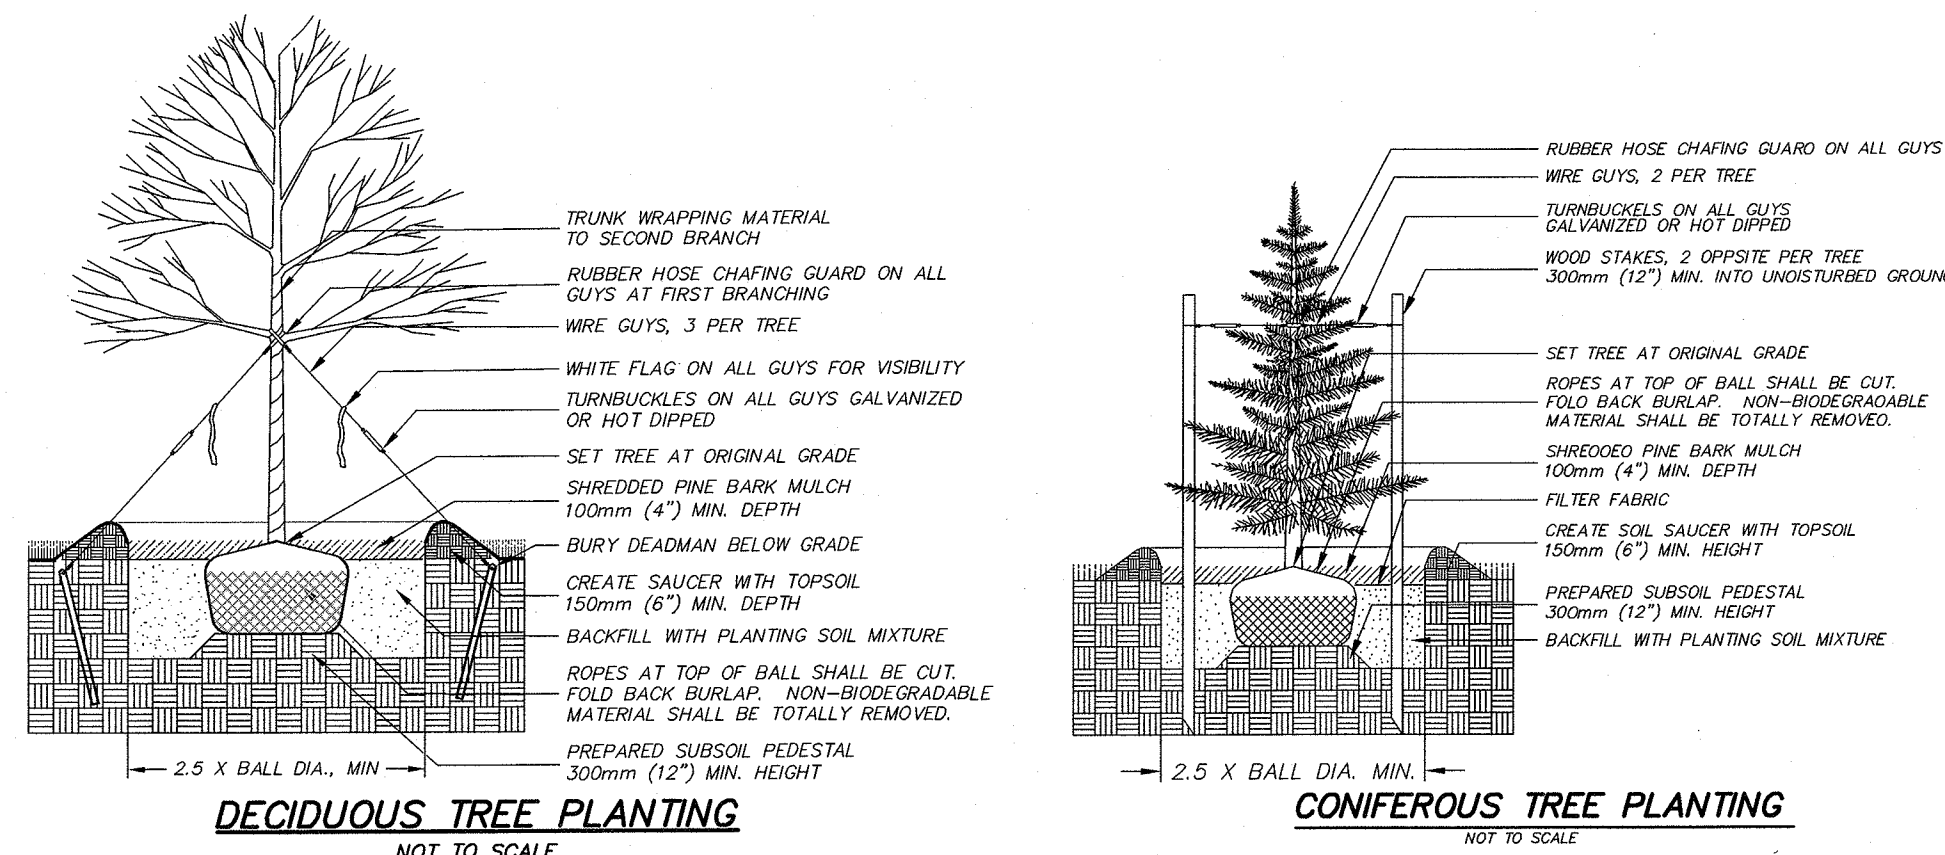 TRUNK WRAPPING MATERIAL
TO SECOND BRANCH
RUBBER HOSE CHAFING GUARD ON ALL
GUYS AT FIRST BRANCHING
WIRE GUYS, 3 PER TREE
WHITE FLAG ON ALL GUYS FOR VISIBILITY
TURNBUCKLES ON ALL GUYS GALVANIZED
OR HOT DIPPED
SET TREE AT ORIGINAL GRADE
SHREDDED PINE BARK MULCH
100mm (4") MIN. DEPTH
BURY DEADMAN BELOW GRADE
CREATE SAUCER WITH TOPSOIL
150mm (6") MIN. DEPTH
BACKFILL WITH PLANTING SOIL MIXTURE
ROPES AT TOP OF BALL SHALL BE CUT.
FOLD BACK BURLAP. NON-BIODEGRADABLE
MATERIAL SHALL BE TOTALLY REMOVED.
PREPARED SUBSOIL PEDESTAL
300mm (12") MIN. HEIGHT
2.5 X BALL DIA., MIN
DECIDUOUS TREE PLANTING
NOT TO SCALE
RUBBER HOSE CHAFING GUARO ON ALL GUYS
WIRE GUYS, 2 PER TREE
TURNBUCKELS ON ALL GUYS
GALVANIZED OR HOT DIPPED
WOOD STAKES, 2 OPPSITE PER TREE
300mm (12") MIN. INTO UNOISTURBED GROUN
SET TREE AT ORIGINAL GRADE
ROPES AT TOP OF BALL SHALL BE CUT.
FOLO BACK BURLAP. NON-BIODEGRAOABLE
MATERIAL SHALL BE TOTALLY REMOVEO.
SHREOOEO PINE BARK MULCH
100mm (4") MIN. DEPTH
FILTER FABRIC
CREATE SOIL SAUCER WITH TOPSOIL
150mm (6") MIN. HEIGHT
PREPARED SUBSOIL PEDESTAL
300mm (12") MIN. HEIGHT
BACKFILL WITH PLANTING SOIL MIXTURE
2.5 X BALL DIA. MIN.
CONIFEROUS TREE PLANTING
NOT TO SCALE